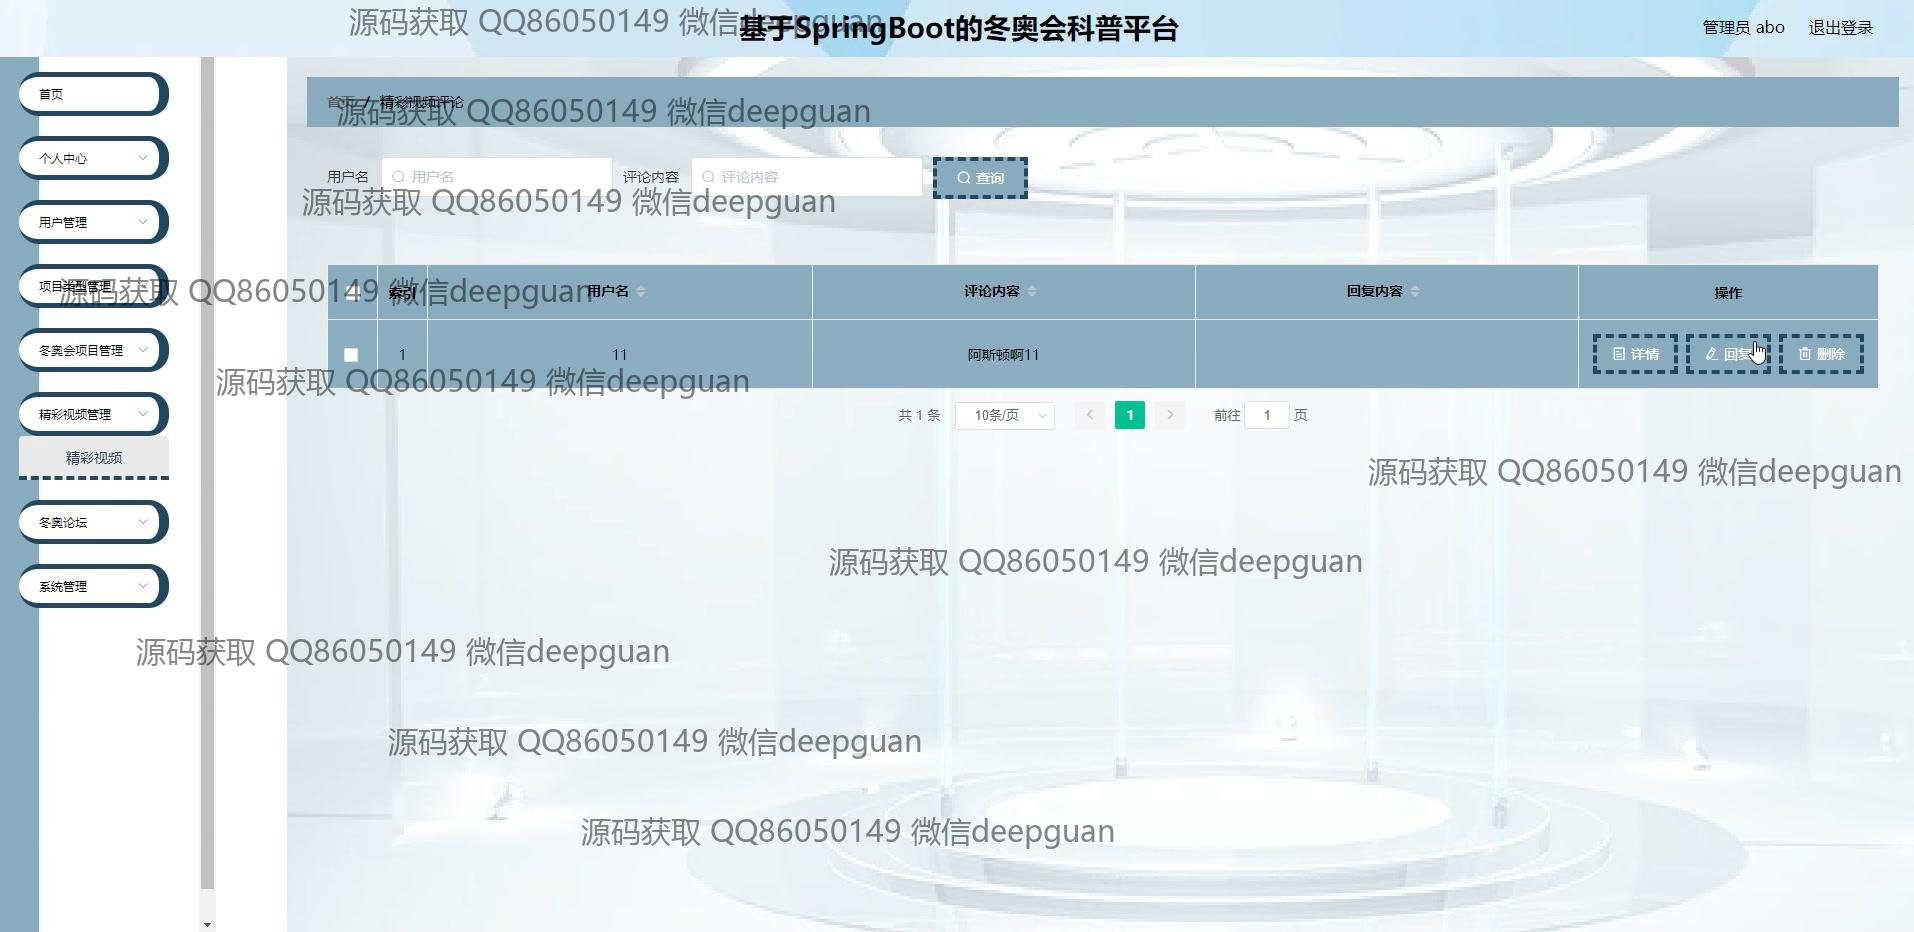 源码获取 QQ86050149 微信deepguan
基于SpringBoot的冬奥会科普平台
管理员 abo
退出登录
首页
个人中心
用户管理
项目类型管理
冬奥会项目管理
精彩视频管理
精彩视频
冬奥论坛
系统管理
首页 / 精彩视频评论
源码获取 QQ86050149 微信deepguan
用户名 用户名 评论内容 评论内容 查询
源码获取 QQ86050149 微信deepguan
索引 用户名 评论内容 回复内容 操作
源码获取 QQ86050149 微信deepguan
1 11 阿斯顿啊11 详情 回复 删除
源码获取 QQ86050149 微信deepguan
共 1 条 10条/页 1 前往 1 页
源码获取 QQ86050149 微信deepguan
源码获取 QQ86050149 微信deepguan
源码获取 QQ86050149 微信deepguan
源码获取 QQ86050149 微信deepguan
源码获取 QQ86050149 微信deepguan